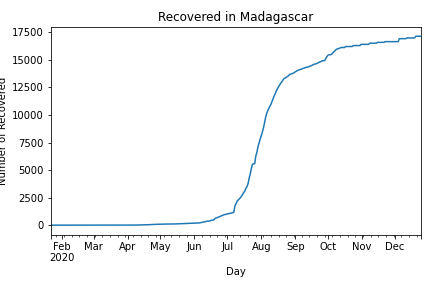 Recovered in Madagascar
Number of Recovered
17500
15000
12500
10000
7500
5000
2500
0
Feb Mar Apr May Jun Jul Aug Sep Oct Nov Dec
2020
Day